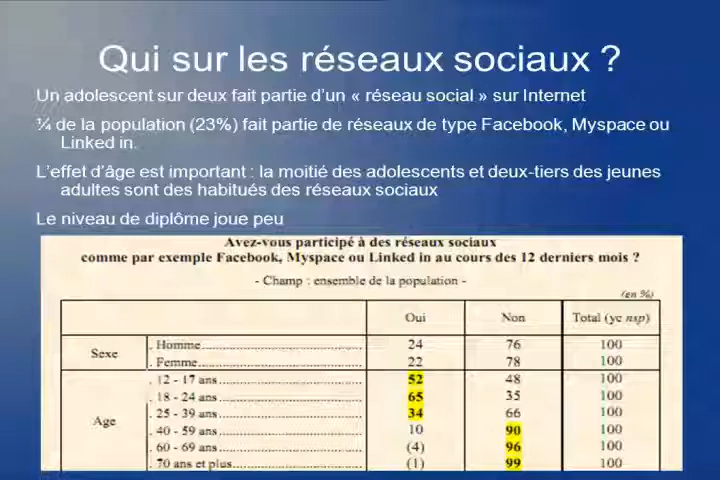 Qui sur les réseaux sociaux ?
Un adolescent sur deux fait partie d'un « réseau social » sur Internet
¼ de la population (23%) fait partie de réseaux de type Facebook, Myspace ou
Linked in.
L'effet d'âge est important : la moitié des adolescents et deux-tiers des jeunes
adultes sont des habitués des réseaux sociaux
Le niveau de diplôme joue peu
Avez-vous participé à des réseaux sociaux
comme par exemple Facebook, Myspace ou Linked in au cours des 12 derniers mois ?
- Champ : ensemble de la population -
(en %)
Oui Non Total (yc nsp)
Sexe
. Homme 24 76 100
. Femme 22 78 100
Age
. 12 - 17 ans 52 48 100
. 18 - 24 ans 65 35 100
. 25 - 39 ans 34 66 100
. 40 - 59 ans 10 90 100
. 60 - 69 ans (4) 96 100
. 70 ans et plus (1) 99 100